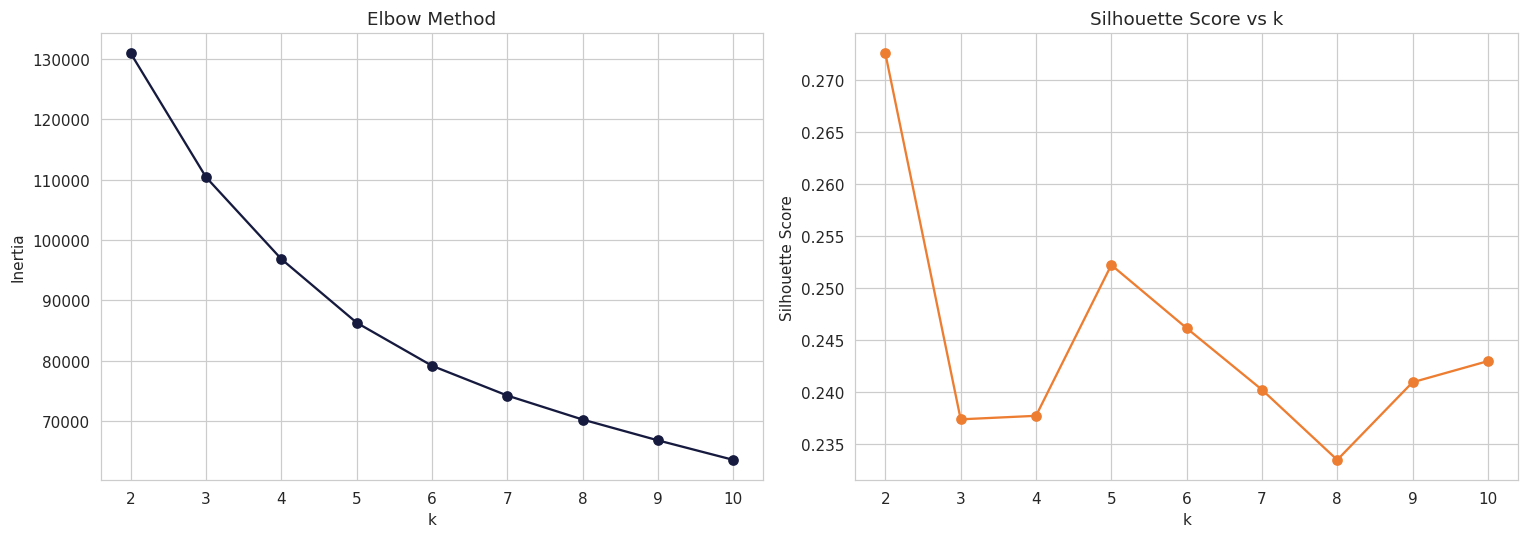 Elbow Method
130000
120000
110000
100000
90000
80000
70000
Inertia
2 3 4 5 6 7 8 9 10
k
Silhouette Score vs k
0.270
0.265
0.260
0.255
0.250
0.245
0.240
0.235
Silhouette Score
2 3 4 5 6 7 8 9 10
k